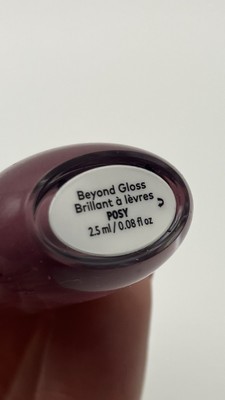 Beyond Gloss
Brillant à lèvres
POSY
2.5 ml / 0.08 fl oz